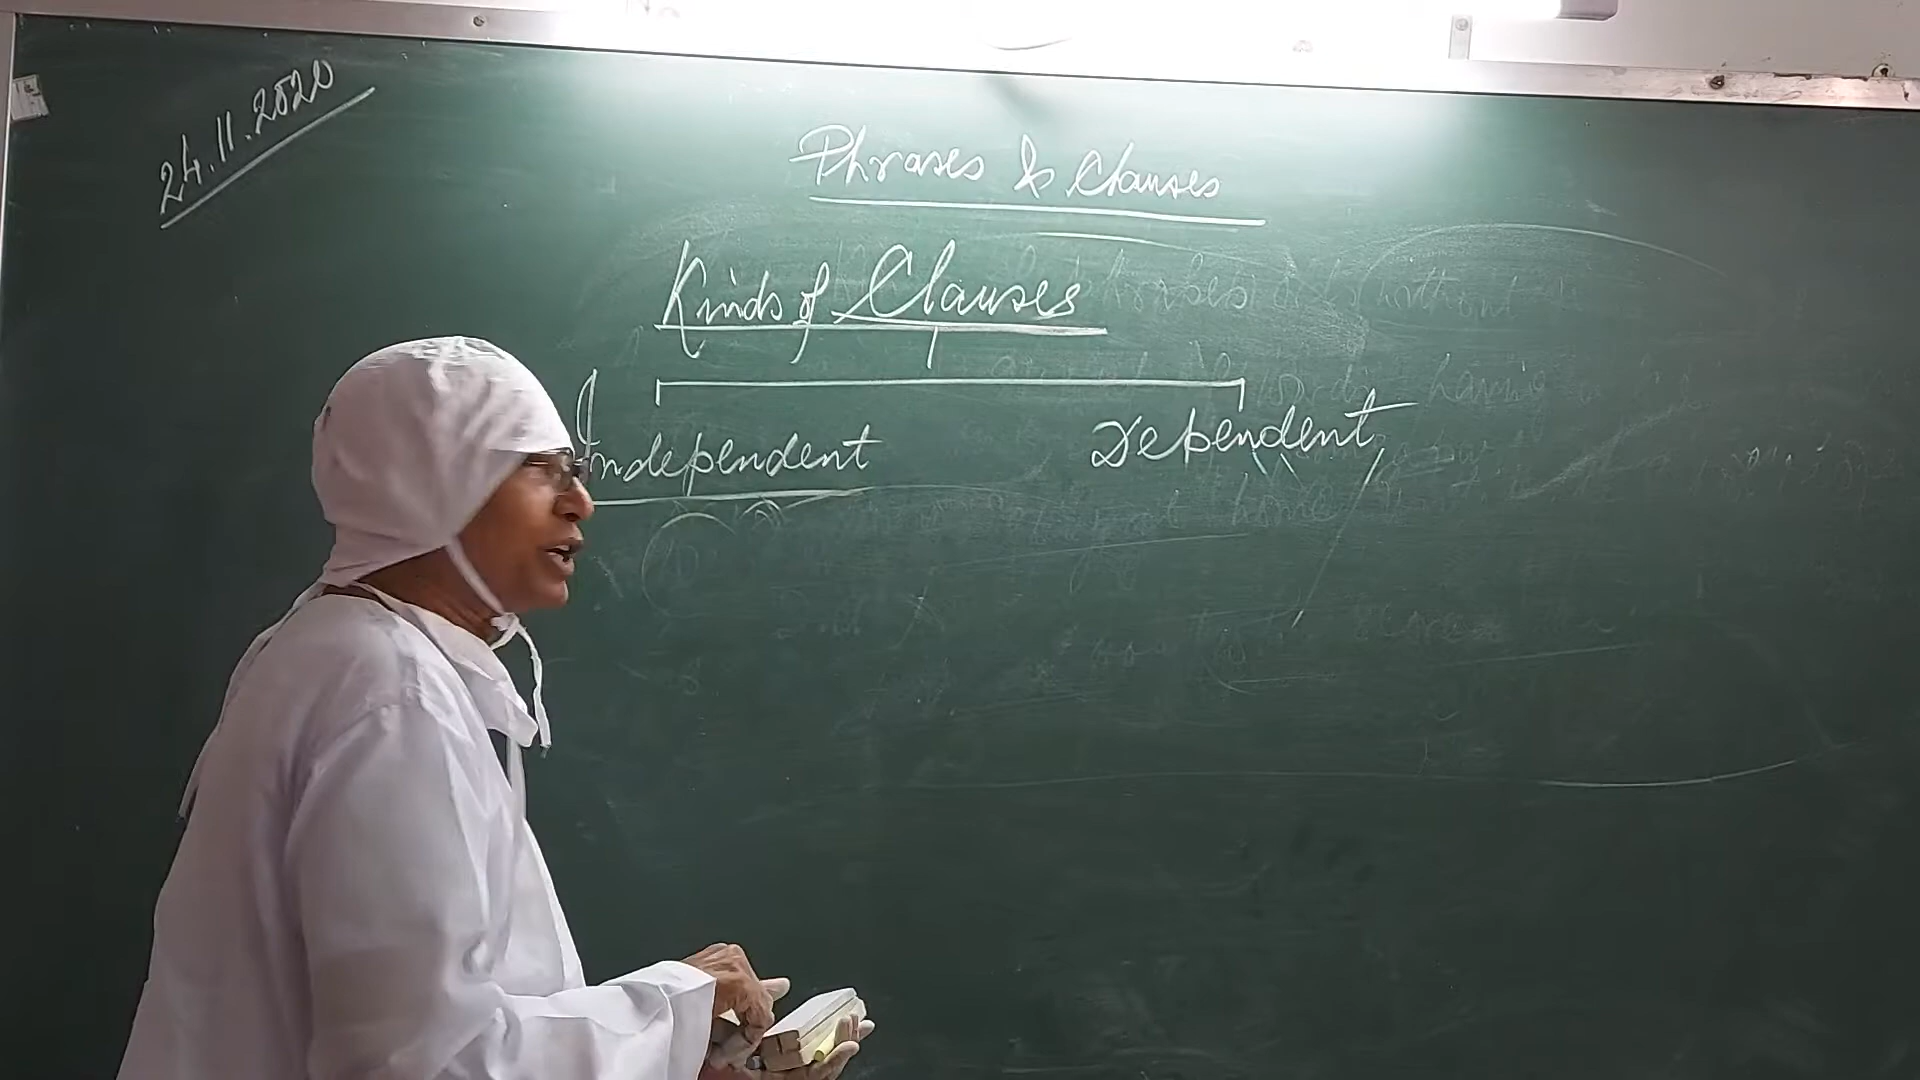 24.11.2020
Phrases & Clauses
Kinds of Clauses
Independent Dependent